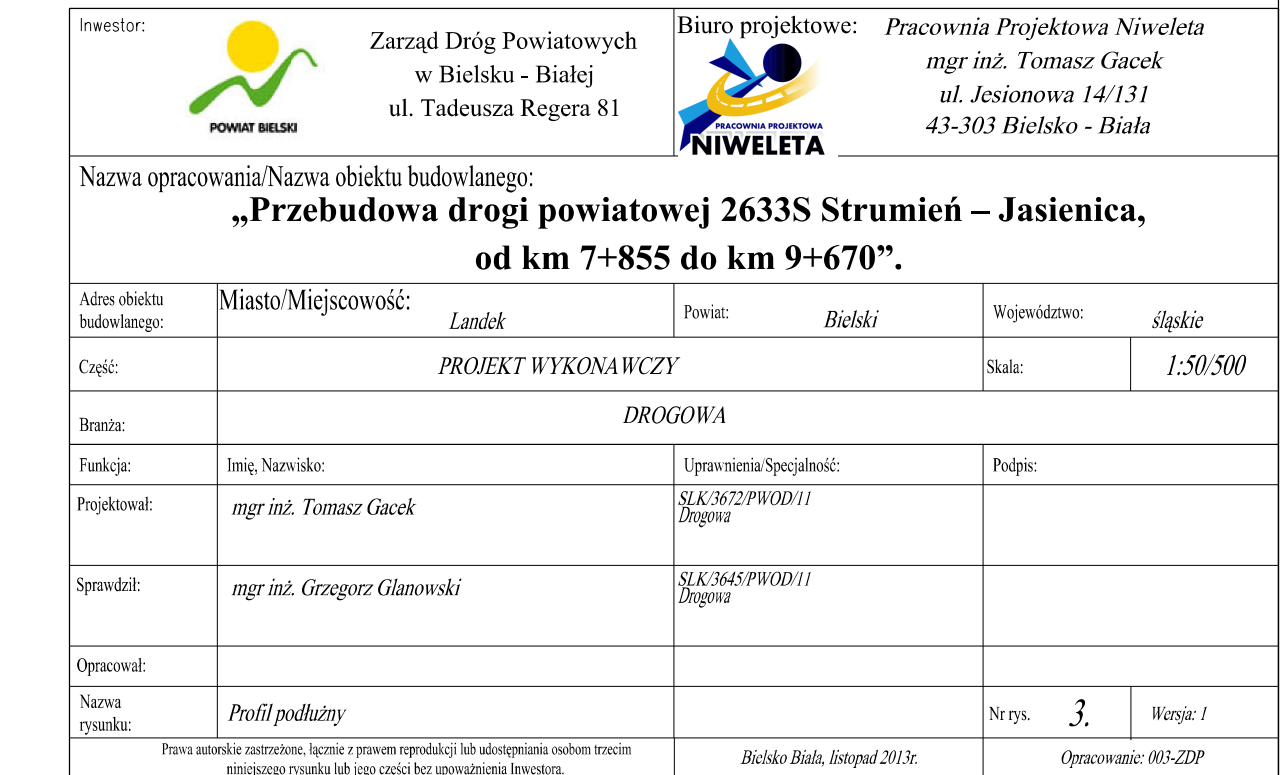 Inwestor:
POWIAT BIELSKI
Zarząd Dróg Powiatowych
w Bielsku - Białej
ul. Tadeusza Regera 81
Biuro projektowe:
PRACOWNIA PROJEKTOWA
NIWELETA
Pracownia Projektowa Niweleta
mgr inż. Tomasz Gacek
ul. Jesionowa 14/131
43-303 Bielsko - Biała
Nazwa opracowania/Nazwa obiektu budowlanego:
„Przebudowa drogi powiatowej 2633S Strumień – Jasienica,
od km 7+855 do km 9+670”.
Adres obiektu
budowlanego:
Miasto/Miejscowość:
Landek
Powiat:
Bielski
Województwo:
śląskie
Część:
PROJEKT WYKONAWCZY
Skala:
1:50/500
Branża:
DROGOWA
Funkcja:
Imię, Nazwisko:
Uprawnienia/Specjalność:
Podpis:
Projektował:
mgr inż. Tomasz Gacek
SLK/3672/PWOD/11
Drogowa
Sprawdził:
mgr inż. Grzegorz Glanowski
SLK/3645/PWOD/11
Drogowa
Opracował:
Nazwa
rysunku:
Profil podłużny
Nr rys.
3.
Wersja: 1
Prawa autorskie zastrzeżone, łącznie z prawem reprodukcji lub udostępniania osobom trzecim
niniejszego rysunku lub jego części bez upoważnienia Inwestora.
Bielsko Biała, listopad 2013r.
Opracowanie: 003-ZDP